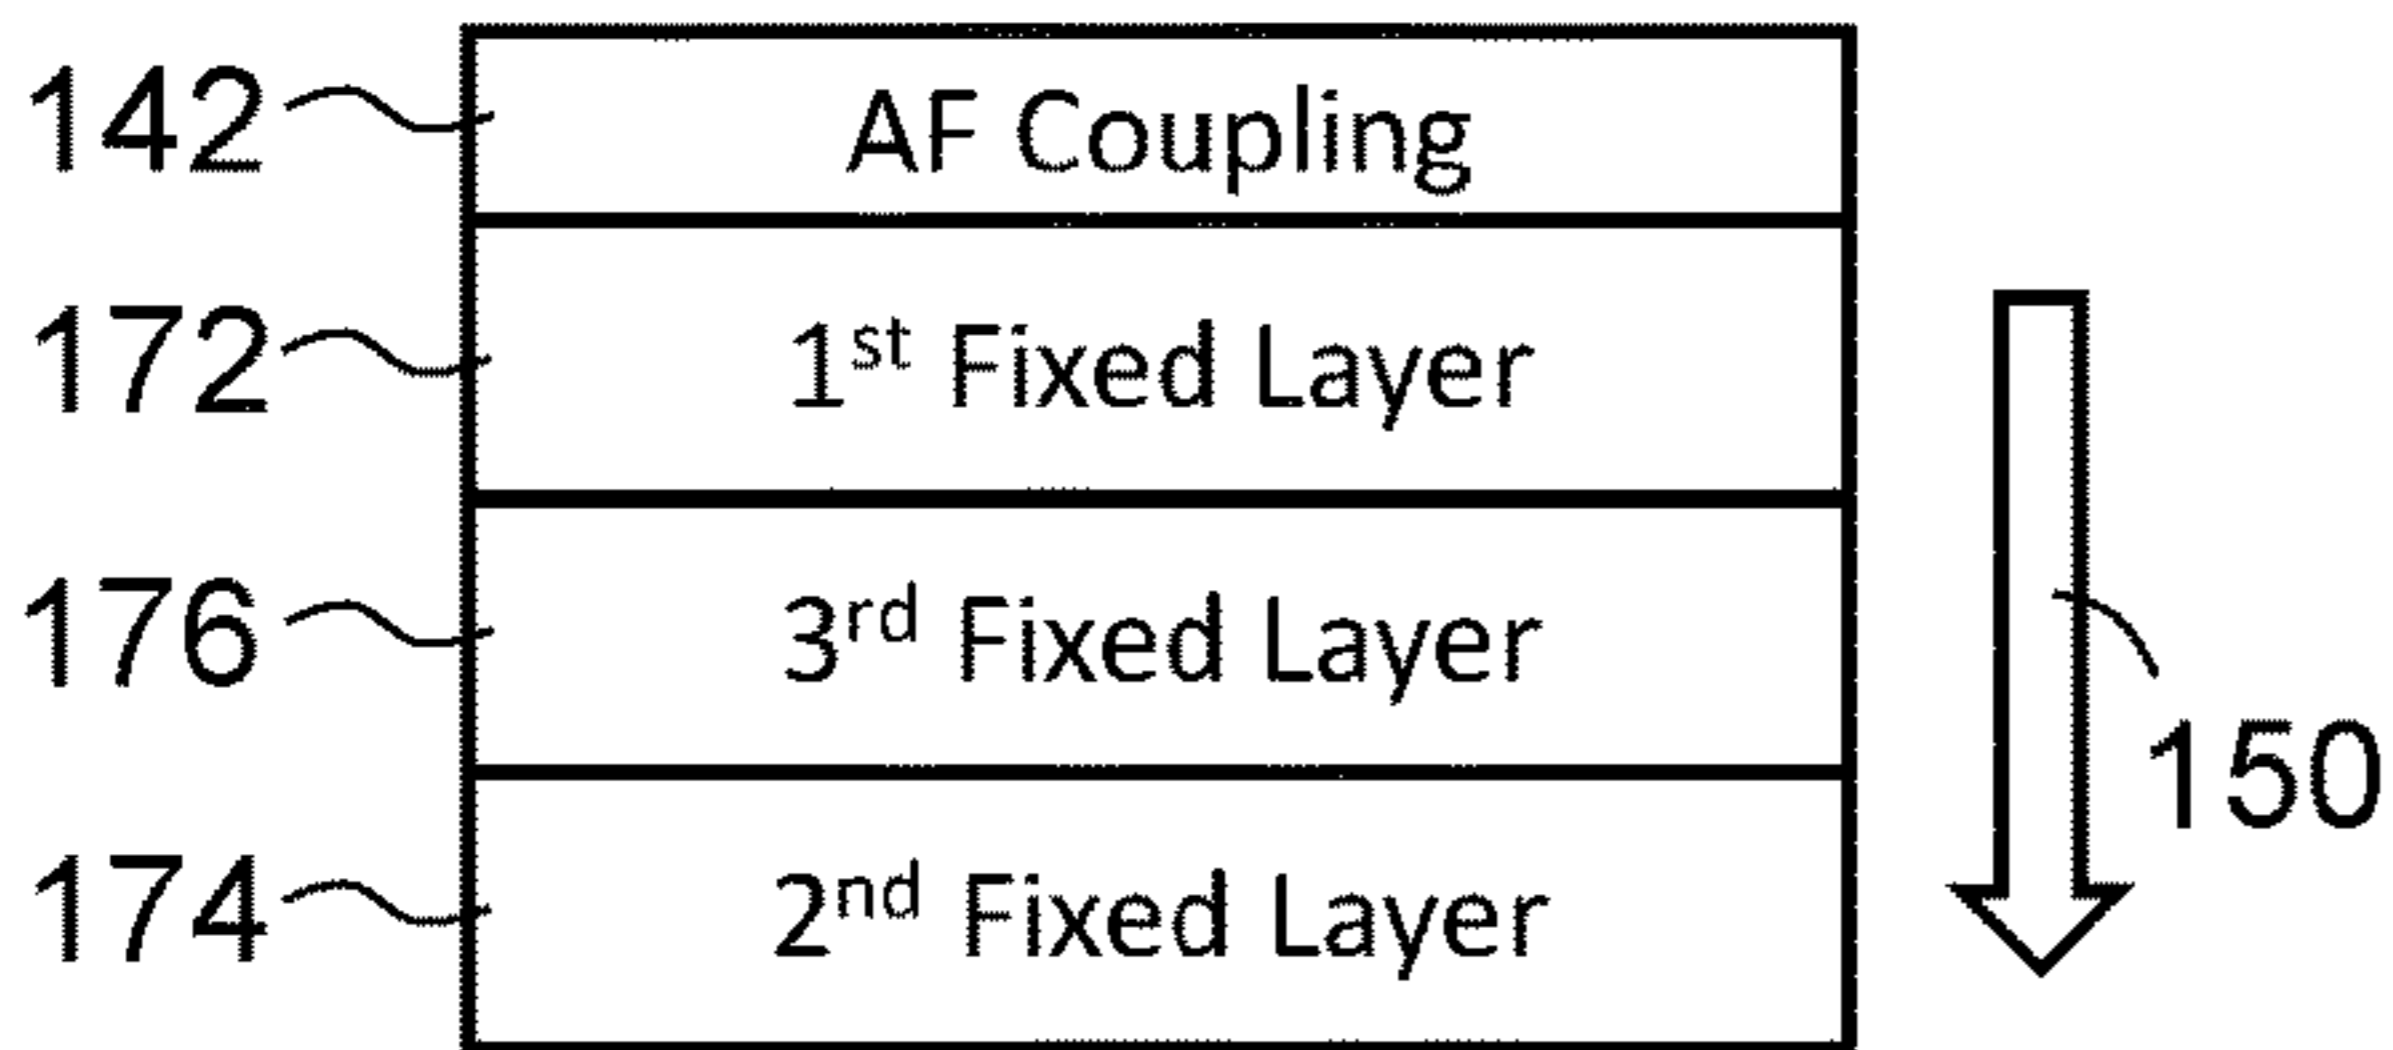 142 AF Coupling
172 1st Fixed Layer
176 3rd Fixed Layer
150
174 2nd Fixed Layer